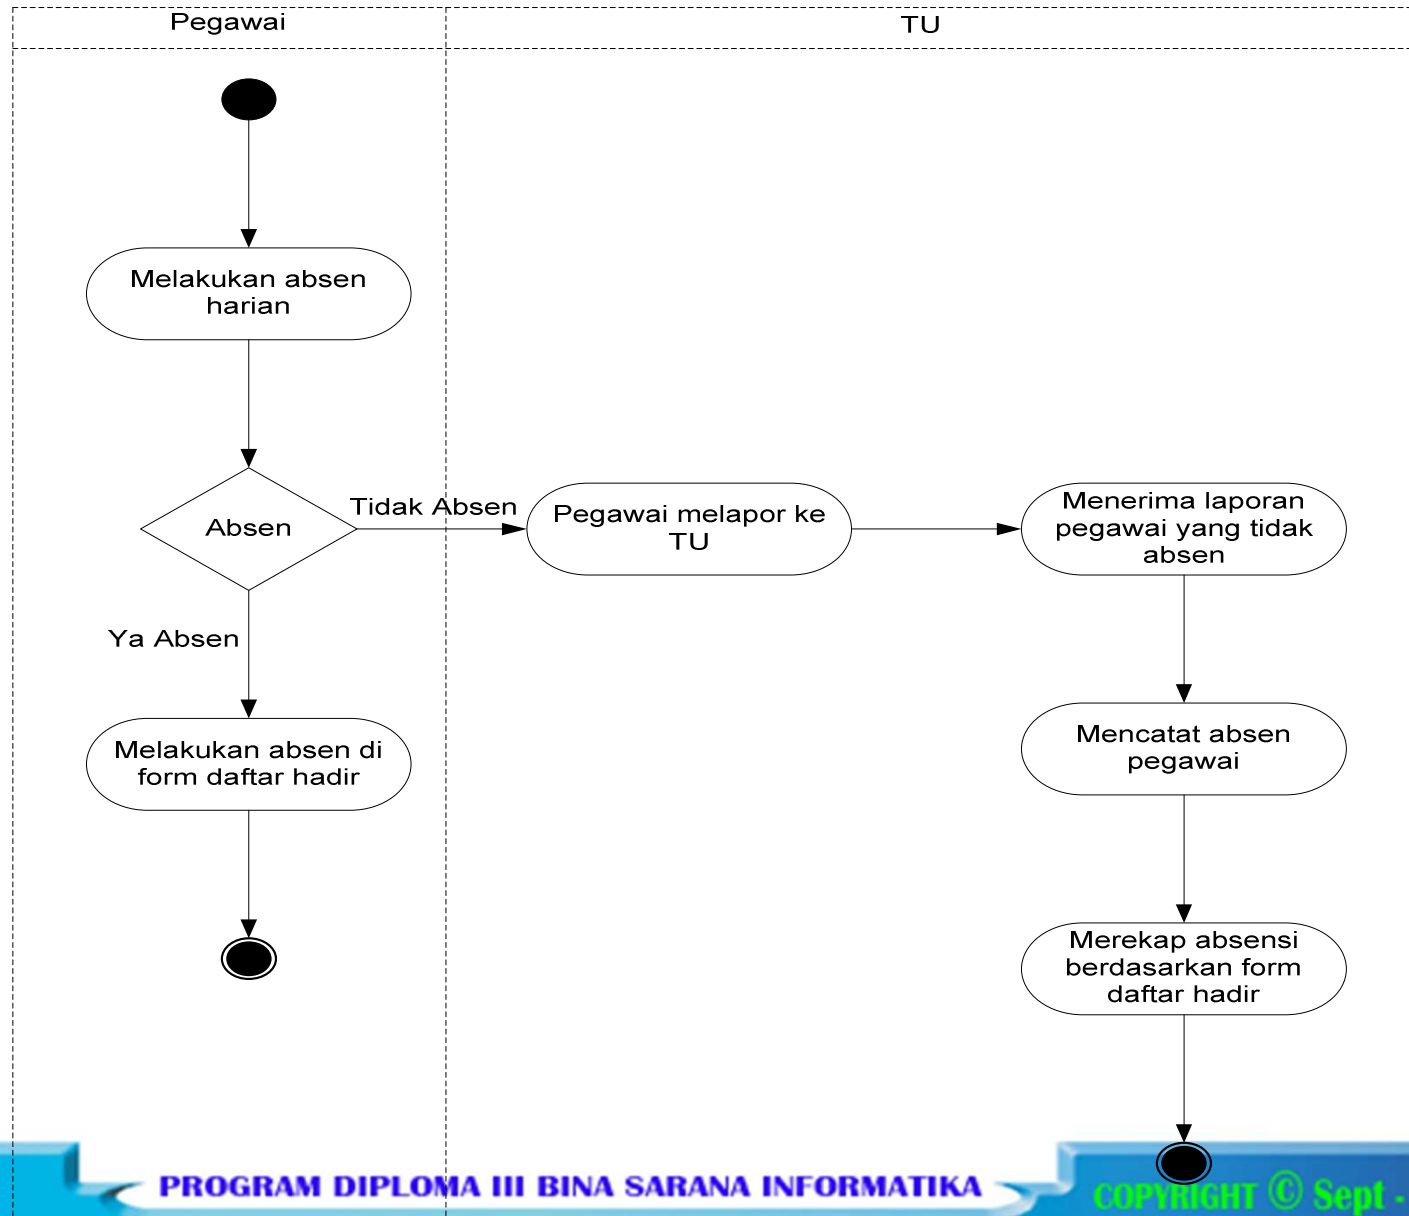 Pegawai
TU
Melakukan absen
harian
Absen
Tidak Absen
Pegawai melapor ke
TU
Menerima laporan
pegawai yang tidak
absen
Ya Absen
Melakukan absen di
form daftar hadir
Mencatat absen
pegawai
Merekap absensi
berdasarkan form
daftar hadir
PROGRAM DIPLOMA III BINA SARANA INFORMATIKA
COPYRIGHT © Sept -